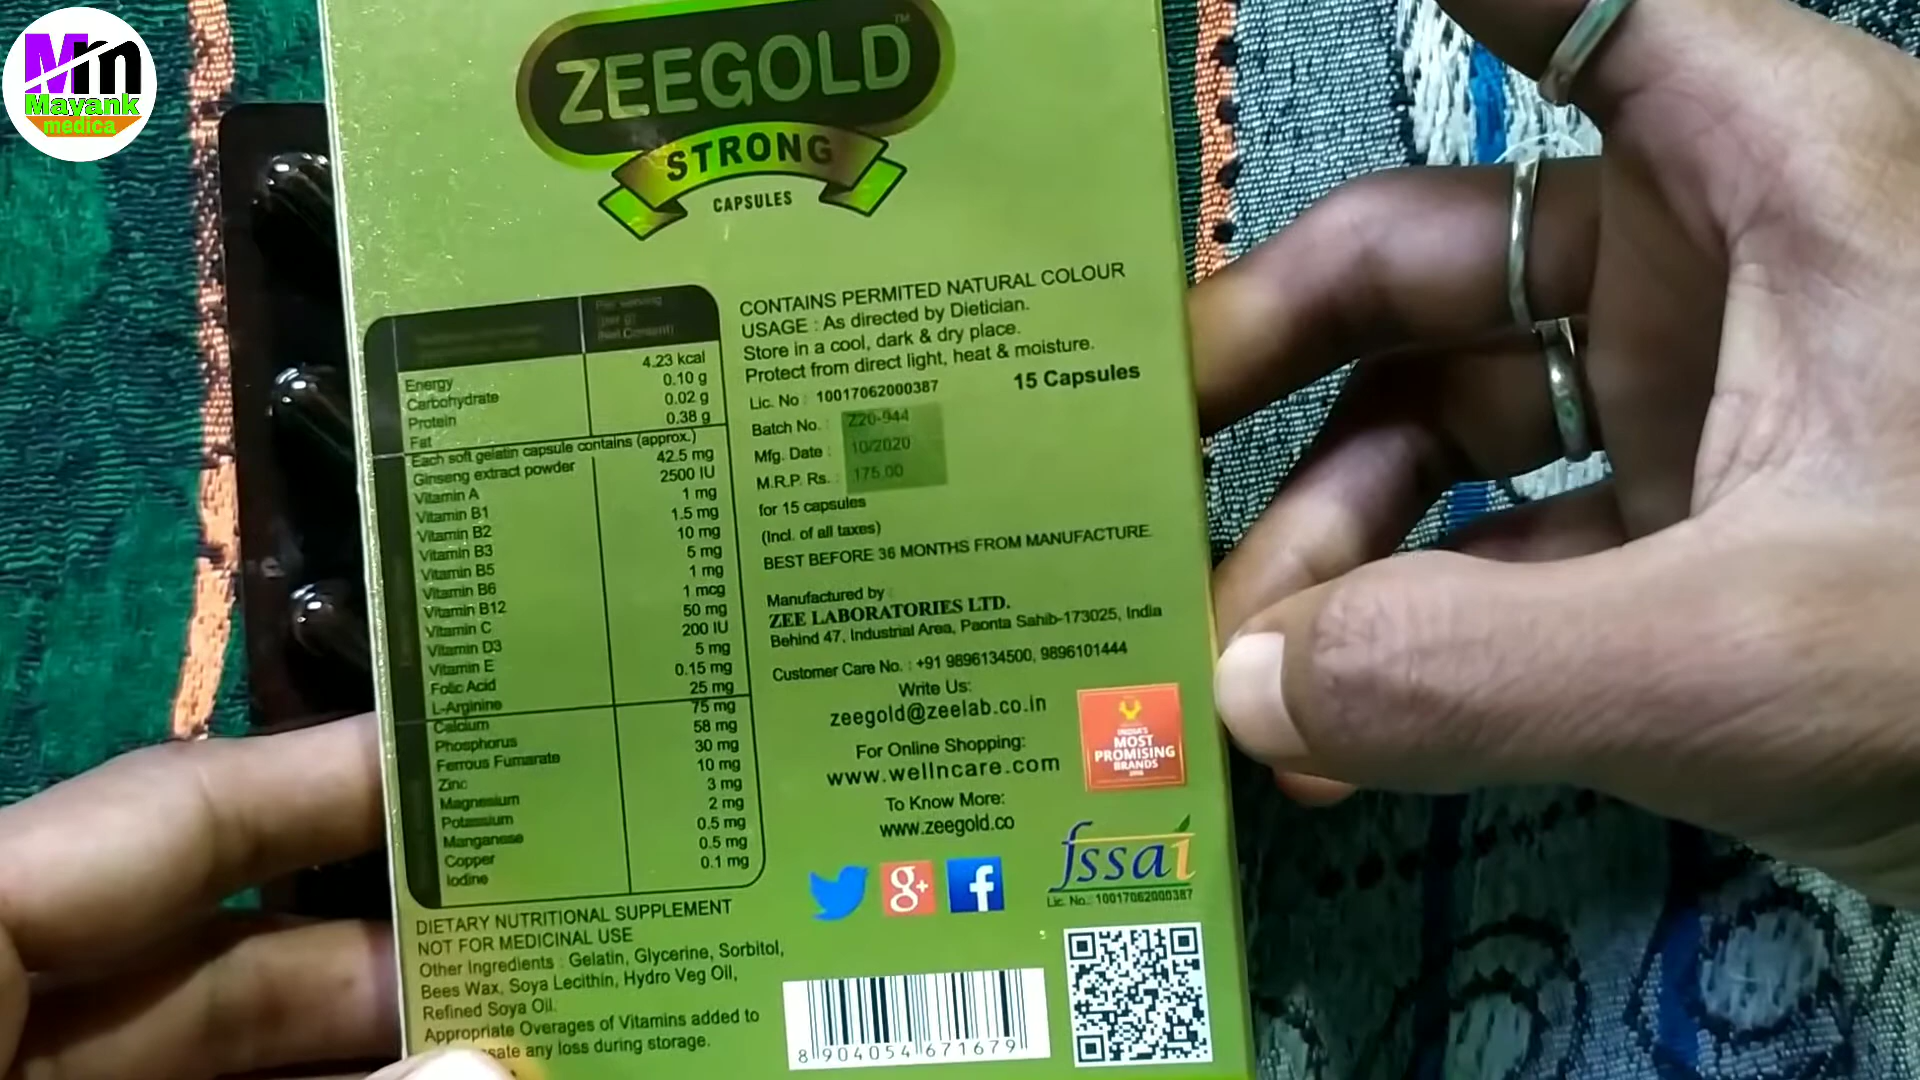 Mm
Mayank
medica
ZEEGOLD™
STRONG
CAPSULES
Per serving
(Net Content)
Energy 4.23 kcal
Carbohydrate 0.10 g
Protein 0.02 g
Fat 0.38 g
Each soft gelatin capsule contains (approx.)
Ginseng extract powder 42.5 mg
Vitamin A 2500 IU
Vitamin B1 1 mg
Vitamin B2 1.5 mg
Vitamin B3 10 mg
Vitamin B5 5 mg
Vitamin B6 1 mg
Vitamin B12 1 mcg
Vitamin C 50 mg
Vitamin D3 200 IU
Vitamin E 5 mg
Folic Acid 0.15 mg
L-Arginine 25 mg
Calcium 75 mg
Phosphorus 58 mg
Ferrous Fumarate 30 mg
Zinc 10 mg
Magnesium 3 mg
Potassium 2 mg
Manganese 0.5 mg
Copper 0.5 mg
Iodine 0.1 mg
DIETARY NUTRITIONAL SUPPLEMENT
NOT FOR MEDICINAL USE
Other Ingredients : Gelatin, Glycerine, Sorbitol,
Bees Wax, Soya Lecithin, Hydro Veg Oil,
Refined Soya Oil.
Appropriate Overages of Vitamins added to
sate any loss during storage.
CONTAINS PERMITED NATURAL COLOUR
USAGE : As directed by Dietician.
Store in a cool, dark & dry place.
Protect from direct light, heat & moisture.
Lic. No : 10017062000387
15 Capsules
Batch No. : Z20-944
Mfg. Date : 10/2020
M.R.P. Rs. : 175.00
for 15 capsules
(Incl. of all taxes)
BEST BEFORE 36 MONTHS FROM MANUFACTURE
Manufactured by :
ZEE LABORATORIES LTD.
Behind 47, Industrial Area, Paonta Sahib-173025, India
Customer Care No. : +91 9896134500, 9896101444
Write Us:
zeegold@zeelab.co.in
For Online Shopping:
www.wellncare.com
To Know More:
www.zeegold.co
INDIA'S
MOST
PROMISING
BRANDS
g+
f
fssai
Lic. No.: 10017062000387
8 904054 671679